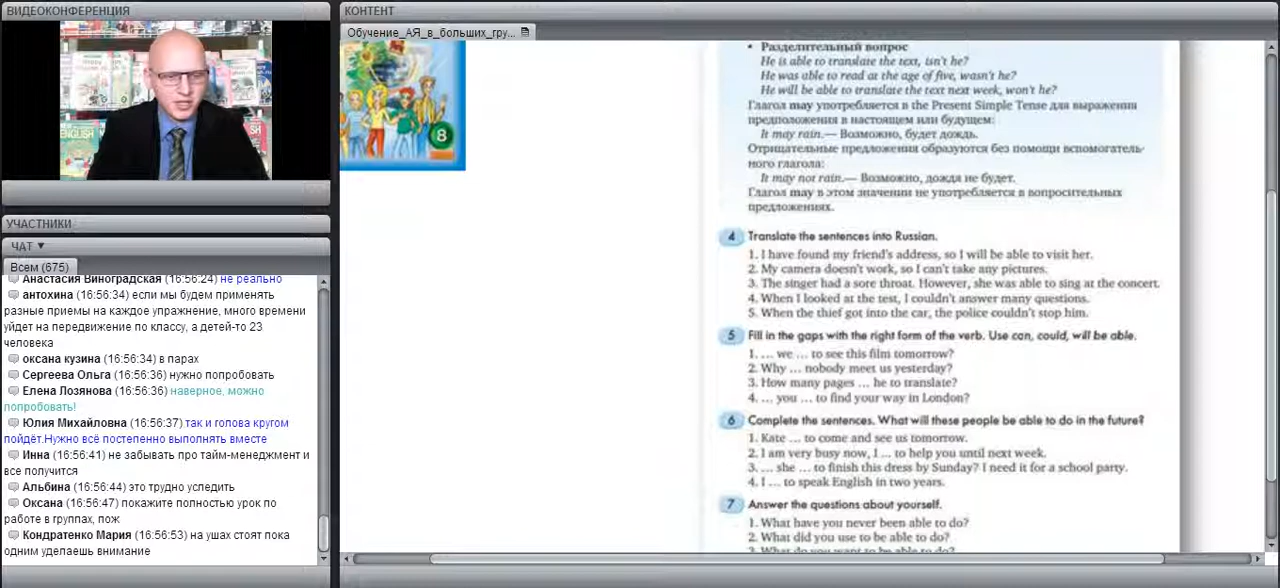 ВИДЕОКОНФЕРЕНЦИЯ
УЧАСТНИКИ
ЧАТ ▼
Всем (675)
Анастасия Виноградская (16:56:24) не реально
антохина (16:56:34) если мы будем применять
разные приемы на каждое упражнение, много времени
уйдет на передвижение по классу, а детей-то 23
человека
оксана кузина (16:56:34) в парах
Сергеева Ольга (16:56:36) нужно попробовать
Елена Лозянова (16:56:36) наверное, можно
попробовать!
Юлия Михайловна (16:56:37) так и голова кругом
пойдёт.Нужно всё постепенно выполнять вместе
Инна (16:56:41) не забывать про тайм-менеджмент и
все получится
Альбина (16:56:44) это трудно уследить
Оксана (16:56:47) покажите полностью урок по
работе в группах, пож
Кондратенко Мария (16:56:53) на ушах стоят пока
одним уделаешь внимание
КОНТЕНТ
Обучение_АЯ_в_больших_гру...
8
• Разделительный вопрос
He is able to translate the text, isn't he?
He was able to read at the age of five, wasn't he?
He will be able to translate the text next week, won't he?
Глагол may употребляется в the Present Simple Tense для выражения
предположения в настоящем или будущем:
It may rain.— Возможно, будет дождь.
Отрицательные предложения образуются без помощи вспомогатель-
ного глагола:
It may not rain.— Возможно, дождя не будет.
Глагол may в этом значении не употребляется в вопросительных
предложениях.
4 Translate the sentences into Russian.
1. I have found my friend's address, so I will be able to visit her.
2. My camera doesn't work, so I can't take any pictures.
3. The singer had a sore throat. However, she was able to sing at the concert.
4. When I looked at the test, I couldn't answer many questions.
5. When the thief got into the car, the police couldn't stop him.
5 Fill in the gaps with the right form of the verb. Use can, could, will be able.
1. ... we ... to see this film tomorrow?
2. Why ... nobody meet us yesterday?
3. How many pages ... he to translate?
4. ... you ... to find your way in London?
6 Complete the sentences. What will these people be able to do in the future?
1. Kate ... to come and see us tomorrow.
2. I am very busy now, I ... to help you until next week.
3. ... she ... to finish this dress by Sunday? I need it for a school party.
4. I ... to speak English in two years.
7 Answer the questions about yourself.
1. What have you never been able to do?
2. What did you use to be able to do?
3. What do you want to be able to do?